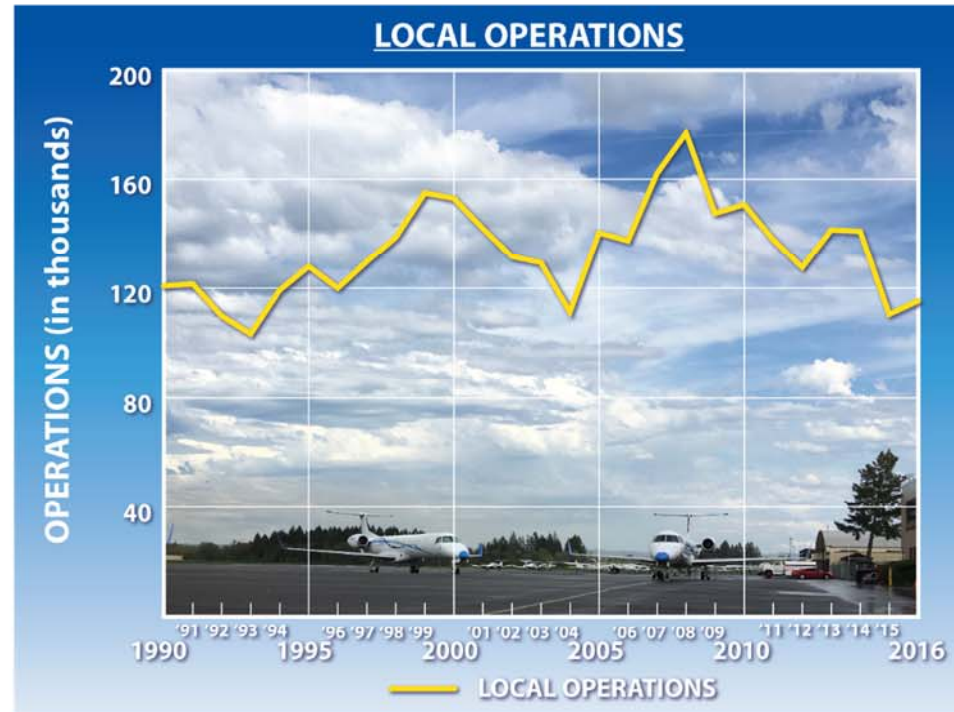 LOCAL OPERATIONS
OPERATIONS (in thousands)
200
160
120
80
40
'91 '92 '93 '94 '96 '97 '98 '99 '01 '02 '03 '04 '06 '07 '08 '09 '11 '12 '13 '14 '15
1990 1995 2000 2005 2010 2016
LOCAL OPERATIONS